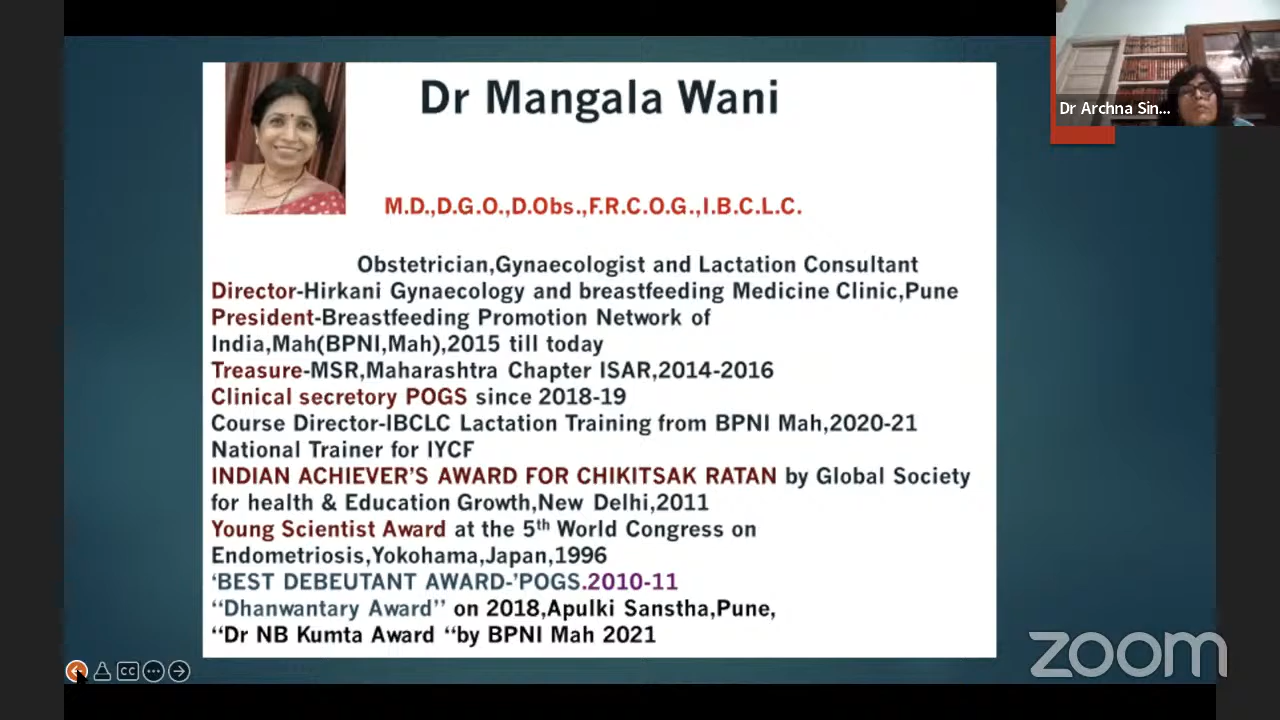 Dr Mangala Wani
Dr Archna Sin...
M.D.,D.G.O.,D.Obs.,F.R.C.O.G.,I.B.C.L.C.
Obstetrician,Gynaecologist and Lactation Consultant
Director-Hirkani Gynaecology and breastfeeding Medicine Clinic,Pune
President-Breastfeeding Promotion Network of
India,Mah(BPNI,Mah),2015 till today
Treasure-MSR,Maharashtra Chapter ISAR,2014-2016
Clinical secretory POGS since 2018-19
Course Director-IBCLC Lactation Training from BPNI Mah,2020-21
National Trainer for IYCF
INDIAN ACHIEVER’S AWARD FOR CHIKITSAK RATAN by Global Society
for health & Education Growth,New Delhi,2011
Young Scientist Award at the 5th World Congress on
Endometriosis,Yokohama,Japan,1996
‘BEST DEBEUTANT AWARD-’POGS.2010-11
“Dhanwantary Award” on 2018,Apulki Sanstha,Pune,
“Dr NB Kumta Award “by BPNI Mah 2021
zoom
CC